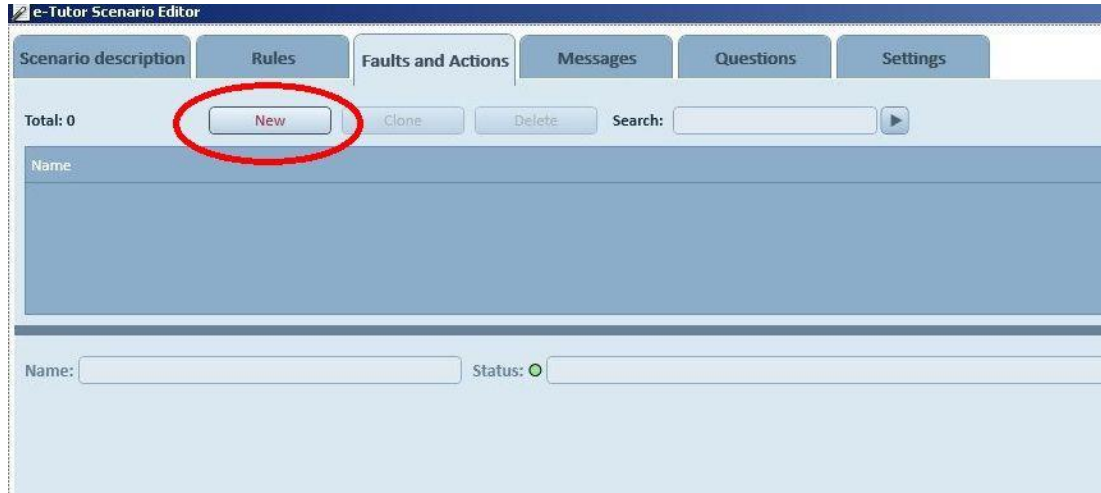 e-Tutor Scenario Editor
Scenario description Rules Faults and Actions Messages Questions Settings
Total: 0 New Clone Delete Search:
Name
Name: Status: